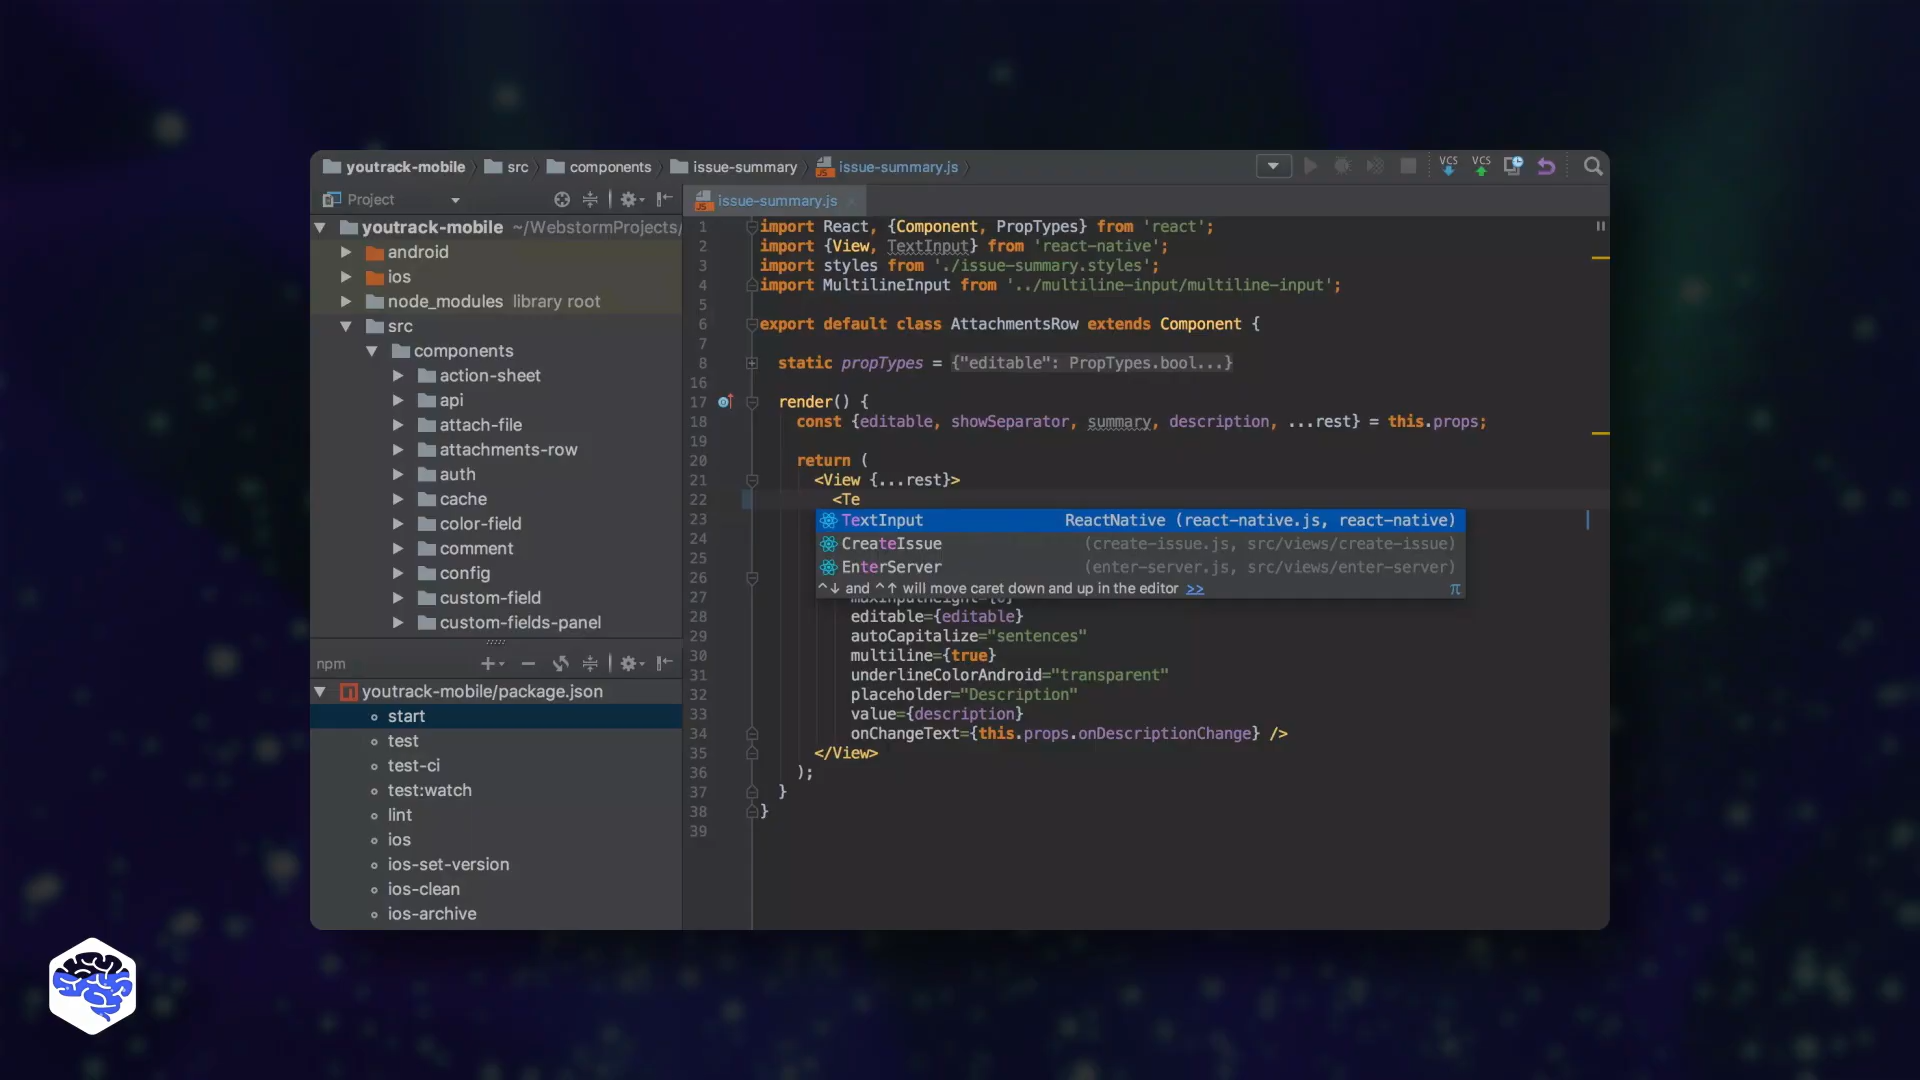 youtrack-mobile src components issue-summary issue-summary.js
VCS VCS
Project
issue-summary.js
youtrack-mobile ~/WebstormProjects/
android
ios
node_modules library root
src
components
action-sheet
api
attach-file
attachments-row
auth
cache
color-field
comment
config
custom-field
custom-fields-panel
npm
youtrack-mobile/package.json
start
test
test-ci
test:watch
lint
ios
ios-set-version
ios-clean
ios-archive
1 import React, {Component, PropTypes} from 'react';
2 import {View, TextInput} from 'react-native';
3 import styles from './issue-summary.styles';
4 import MultilineInput from '../multiline-input/multiline-input';
5
6 export default class AttachmentsRow extends Component {
7
8 static propTypes = {"editable": PropTypes.bool...}
16
17 render() {
18 const {editable, showSeparator, summary, description, ...rest} = this.props;
19
20 return (
21 <View {...rest}>
22 <Te
23 TextInput ReactNative (react-native.js, react-native)
24 CreateIssue (create-issue.js, src/views/create-issue)
25 EnterServer (enter-server.js, src/views/enter-server)
26 ^↓ and ^↑ will move caret down and up in the editor >> π
27
28 editable={editable}
29 autoCapitalize="sentences"
30 multiline={true}
31 underlineColorAndroid="transparent"
32 placeholder="Description"
33 value={description}
34 onChangeText={this.props.onDescriptionChange} />
35 </View>
36 );
37 }
38 }
39